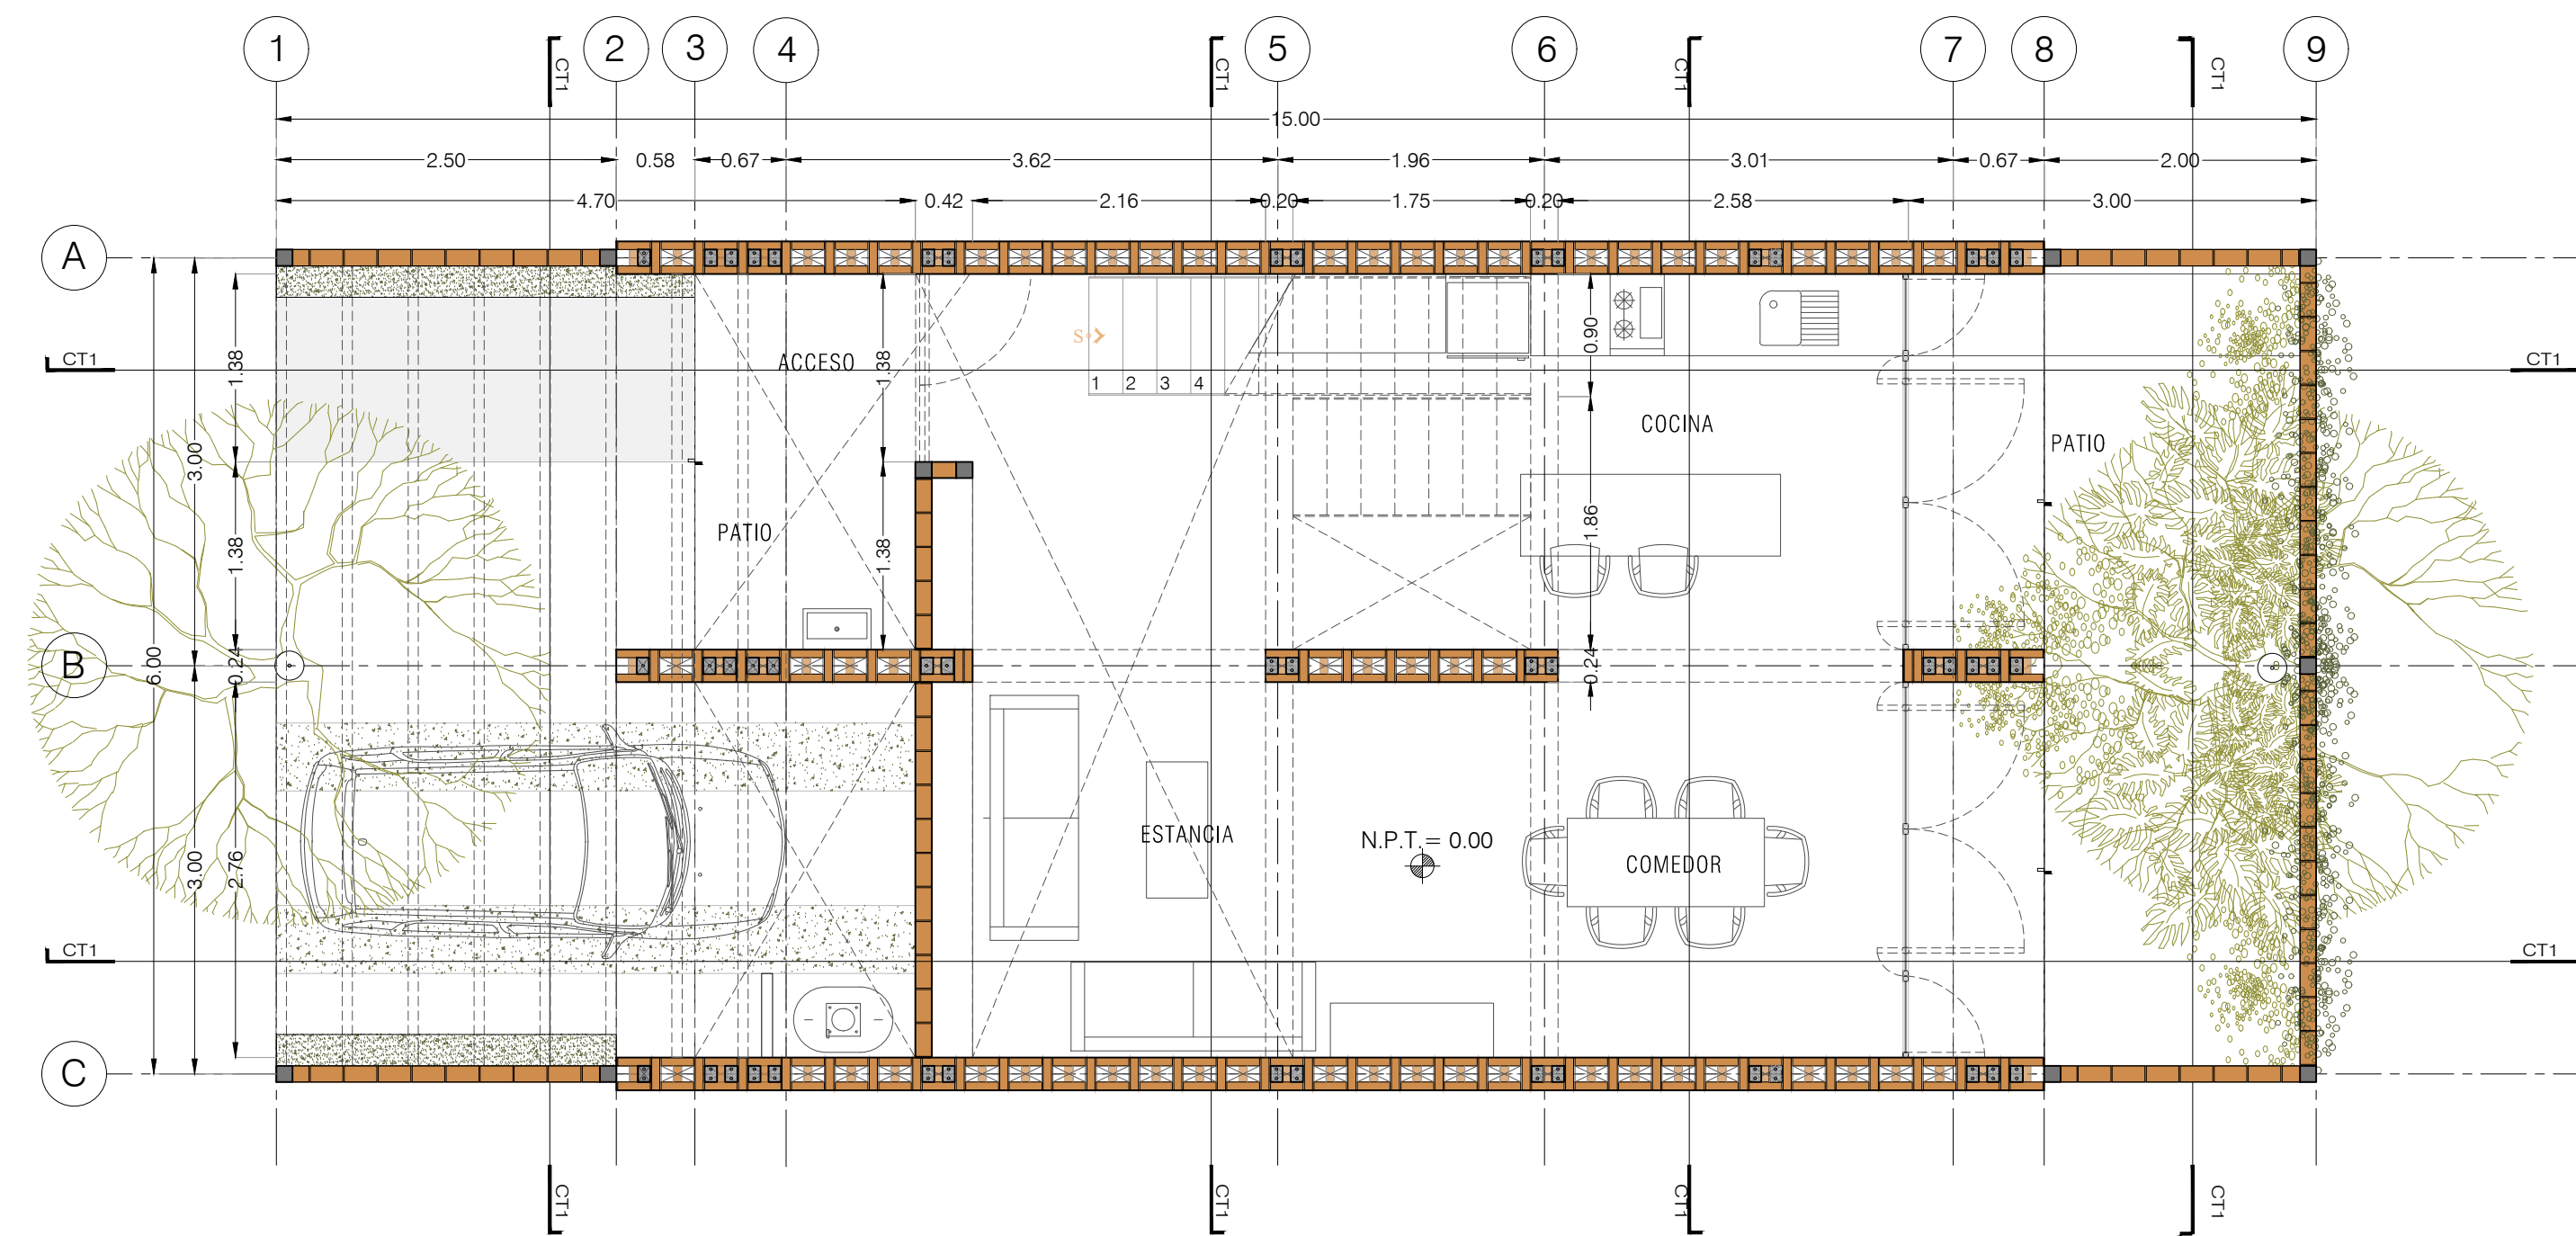 1 2 3 4 5 6 7 8 9
CT1 CT1 CT1 CT1
15.00
2.50 0.58 0.67 3.62 1.96 3.01 0.67 2.00
4.70 0.42 2.16 0.20 1.75 0.20 2.58 3.00
A
CT1 CT1
1.38
3.00
ACCESO
1.38
S
1 2 3 4
0.90
COCINA
PATIO
1.38
PATIO
1.38
1.86
B
6.00
0.24
0.24
3.00
2.76
ESTANCIA
N.P.T.= 0.00
COMEDOR
CT1 CT1
C
CT1 CT1 CT1 CT1